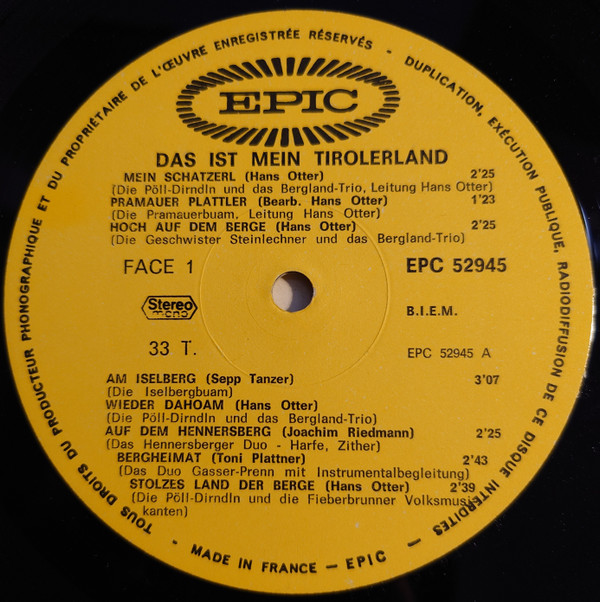 TOUS DROITS DU PRODUCTEUR PHONOGRAPHIQUE ET DU PROPRIÉTAIRE DE L'ŒUVRE ENREGISTRÉE RÉSERVÉS - DUPLICATION, EXÉCUTION PUBLIQUE, RADIODIFFUSION DE CE DISQUE INTERDITES
EPIC
DAS IST MEIN TIROLERLAND
MEIN SCHATZERL (Hans Otter) 2'25
(Die Pöll-Dirndln und das Bergland-Trio, Leitung Hans Otter)
PRAMAUER PLATTLER (Bearb. Hans Otter) 1'23
(Die Pramauerbuam, Leitung Hans Otter)
HOCH AUF DEM BERGE (Hans Otter) 2'25
(Die Geschwister Steinlechner und das Bergland-Trio)
FACE 1 EPC 52945
Stereo
mono
B.I.E.M.
33 T. EPC 52945 A
AM ISELBERG (Sepp Tanzer) 3'07
(Die Iselbergbuam)
WIEDER DAHOAM (Hans Otter)
(Die Pöll-Dirndln und das Bergland-Trio)
AUF DEM HENNERSBERG (Joachim Riedmann) 2'25
(Das Hennersberger Duo - Harfe, Zither)
BERGHEIMAT (Toni Plattner) 2'43
(Das Duo Gasser-Prenn mit Instrumentalbegleitung)
STOLZES LAND DER BERGE (Hans Otter) 2'39
(Die Pöll-Dirndln und die Fieberbrunner Volksmusi
kanten)
- MADE IN FRANCE - EPIC -